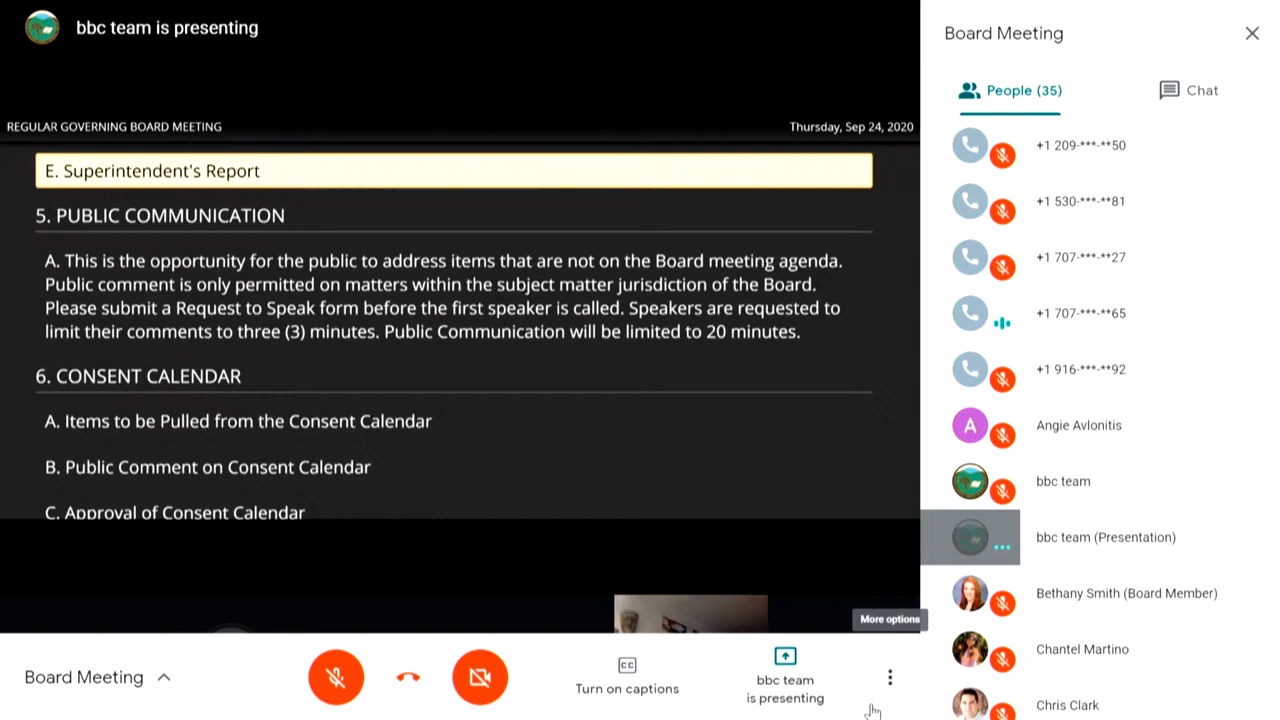 bbc team is presenting
REGULAR GOVERNING BOARD MEETING
Thursday, Sep 24, 2020
E. Superintendent's Report
5. PUBLIC COMMUNICATION
A. This is the opportunity for the public to address items that are not on the Board meeting agenda.
Public comment is only permitted on matters within the subject matter jurisdiction of the Board.
Please submit a Request to Speak form before the first speaker is called. Speakers are requested to
limit their comments to three (3) minutes. Public Communication will be limited to 20 minutes.
6. CONSENT CALENDAR
A. Items to be Pulled from the Consent Calendar
B. Public Comment on Consent Calendar
C. Approval of Consent Calendar
More options
Board Meeting
CC
Turn on captions
bbc team
is presenting
Board Meeting
People (35)
Chat
+1 209-***-**50
+1 530-***-**81
+1 707-***-**27
+1 707-***-**65
+1 916-***-**92
A
Angie Avlonitis
bbc team
bbc team (Presentation)
Bethany Smith (Board Member)
Chantel Martino
Chris Clark